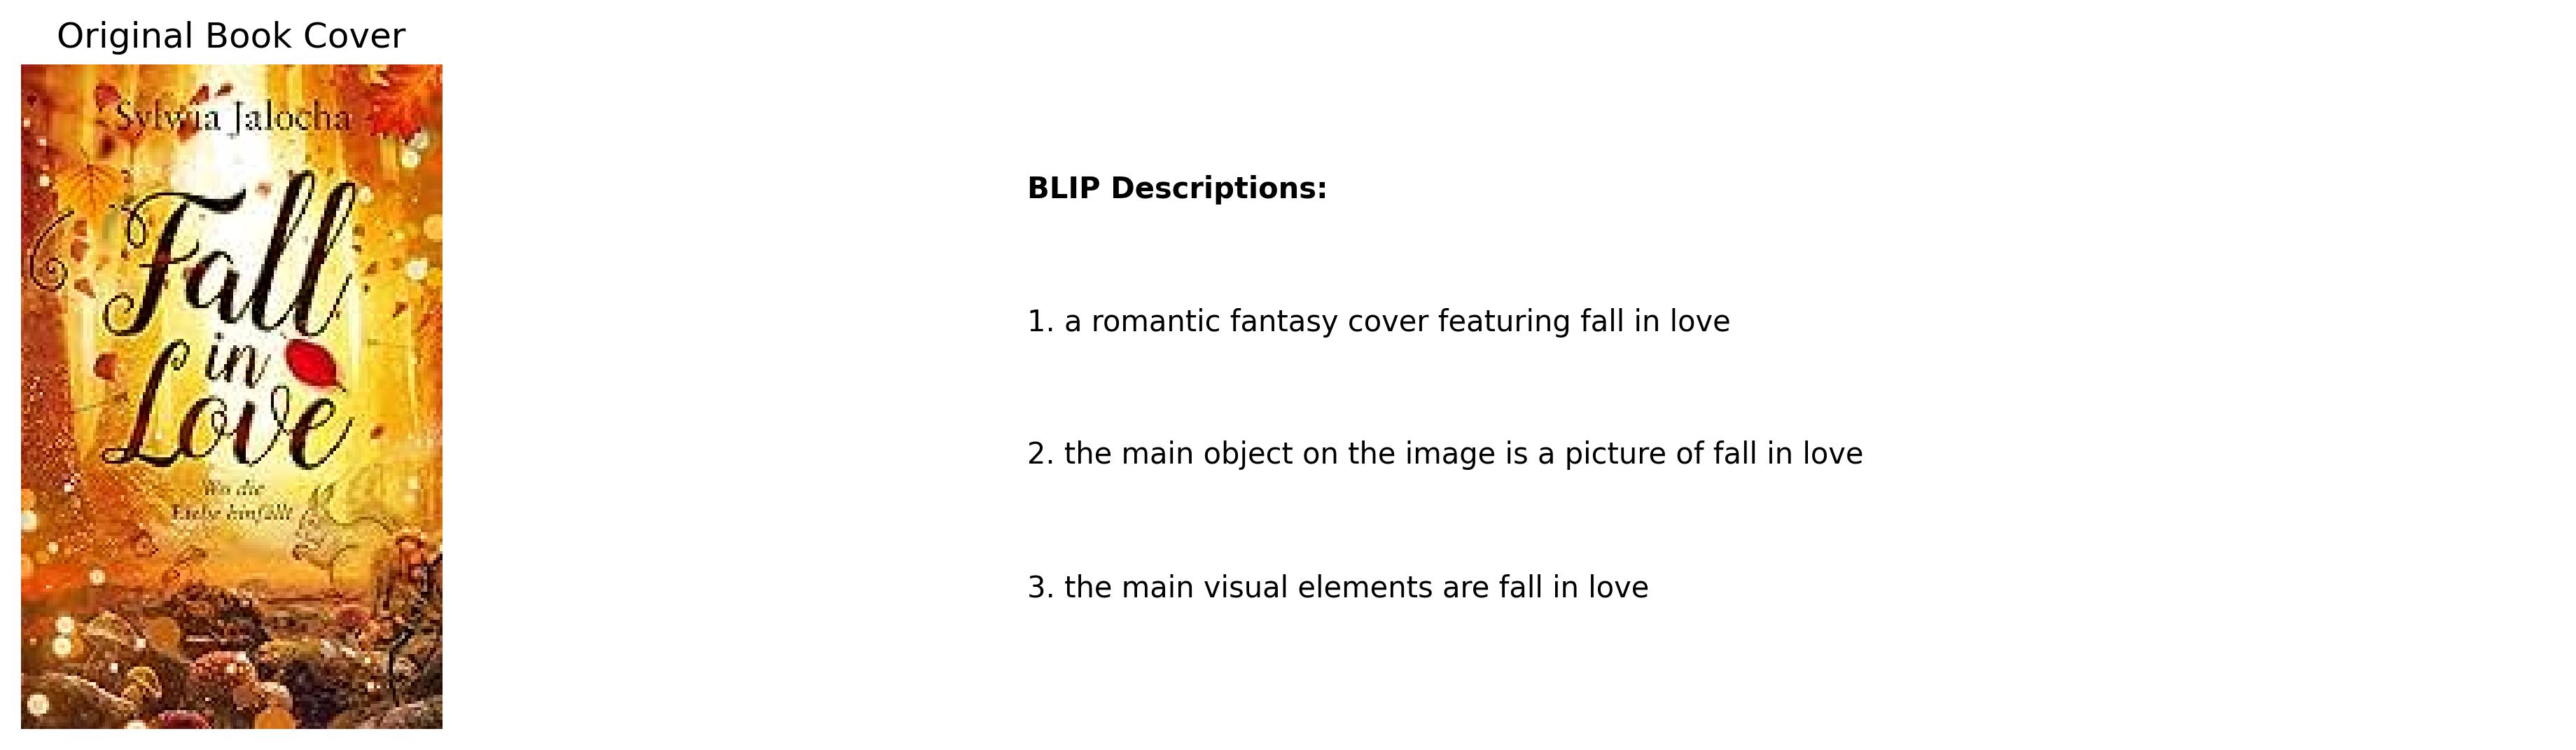 Original Book Cover
Sylwia Jalocha
Fall
in
Love
Wo die
Liebe hinfällt
BLIP Descriptions:
1. a romantic fantasy cover featuring fall in love
2. the main object on the image is a picture of fall in love
3. the main visual elements are fall in love